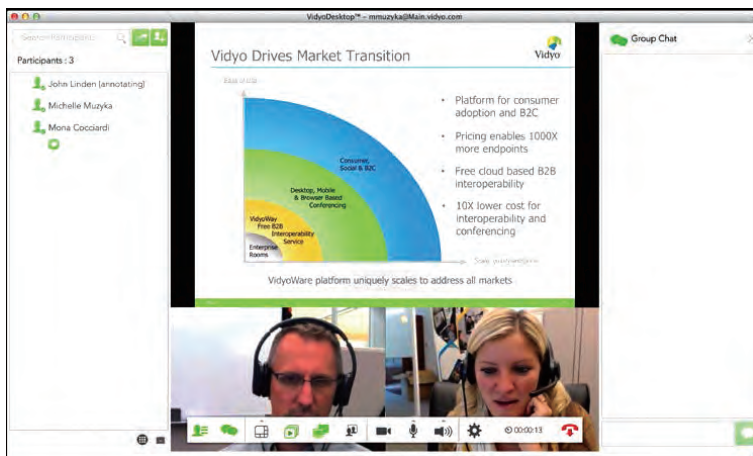 VidyoDesktop™ – mmuzyka@Main.vidyo.com
Participants : 3
John Linden (annotating)
Michelle Muzyka
Mona Cocciardi
Vidyo Drives Market Transition
Vidyo
Consumer,
Social & B2C
Desktop, Mobile
& Browser Based
Conferencing
VidyoWay
Free B2B
Interoperability
Service
Enterprise
Rooms
• Platform for consumer
adoption and B2C
• Pricing enables 1000X
more endpoints
• Free cloud based B2B
interoperability
• 10X lower cost for
interoperability and
conferencing
VidyoWare platform uniquely scales to address all markets
Group Chat
00:00:13